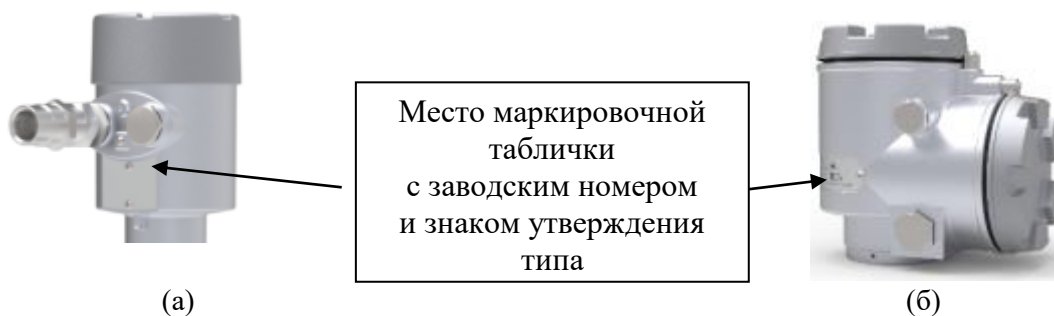 Место маркировочной
таблички
с заводским номером
и знаком утверждения
типа
(а)
(б)